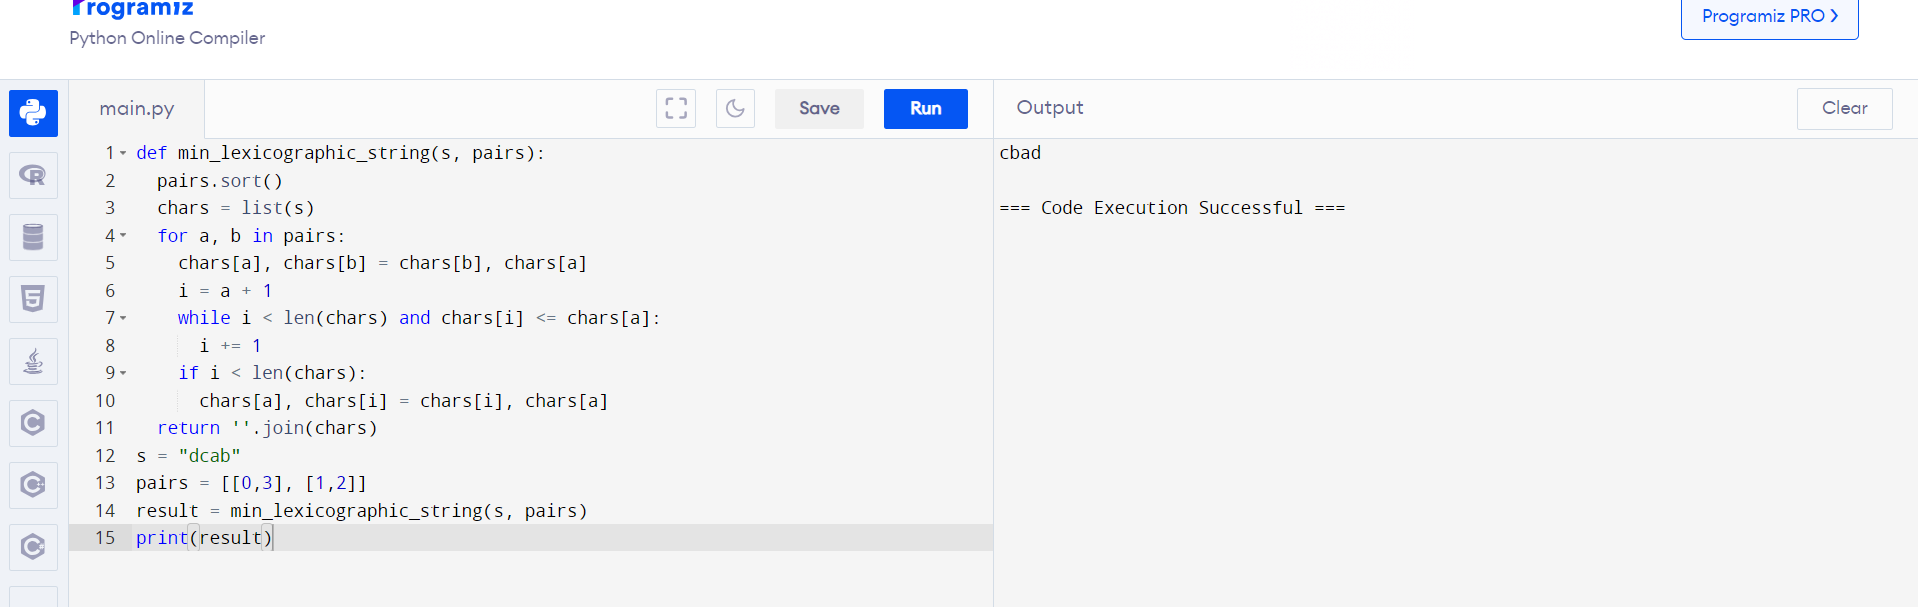 Programiz
Programiz PRO
Python Online Compiler
main.py
Save
Run
Output
Clear
1 def min_lexicographic_string(s, pairs):
2   pairs.sort()
3   chars = list(s)
4   for a, b in pairs:
5     chars[a], chars[b] = chars[b], chars[a]
6     i = a + 1
7     while i < len(chars) and chars[i] <= chars[a]:
8       i += 1
9     if i < len(chars):
10       chars[a], chars[i] = chars[i], chars[a]
11   return ''.join(chars)
12 s = "dcab"
13 pairs = [[0,3], [1,2]]
14 result = min_lexicographic_string(s, pairs)
15 print(result)
cbad
=== Code Execution Successful ===